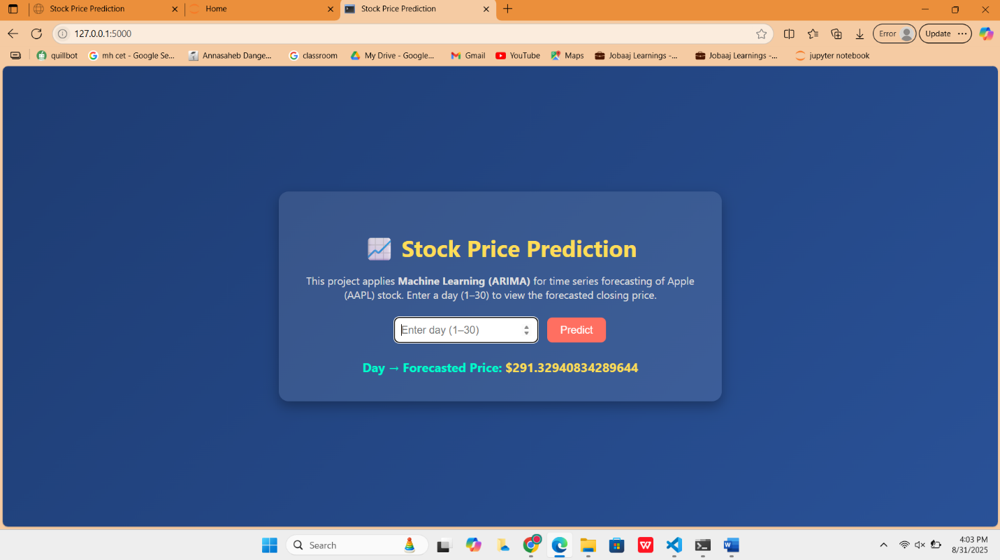 Stock Price Prediction
Home
Stock Price Prediction
127.0.0.1:5000
Error
Update
quillbot
mh cet - Google Se...
Annasaheb Dange...
classroom
My Drive - Google...
Gmail
YouTube
Maps
Jobaaj Learnings -...
Jobaaj Learnings -...
jupyter notebook
Stock Price Prediction
This project applies Machine Learning (ARIMA) for time series forecasting of Apple
(AAPL) stock. Enter a day (1–30) to view the forecasted closing price.
Enter day (1–30)
Predict
Day → Forecasted Price: $291.32940834289644
Search
4:03 PM
8/31/2025